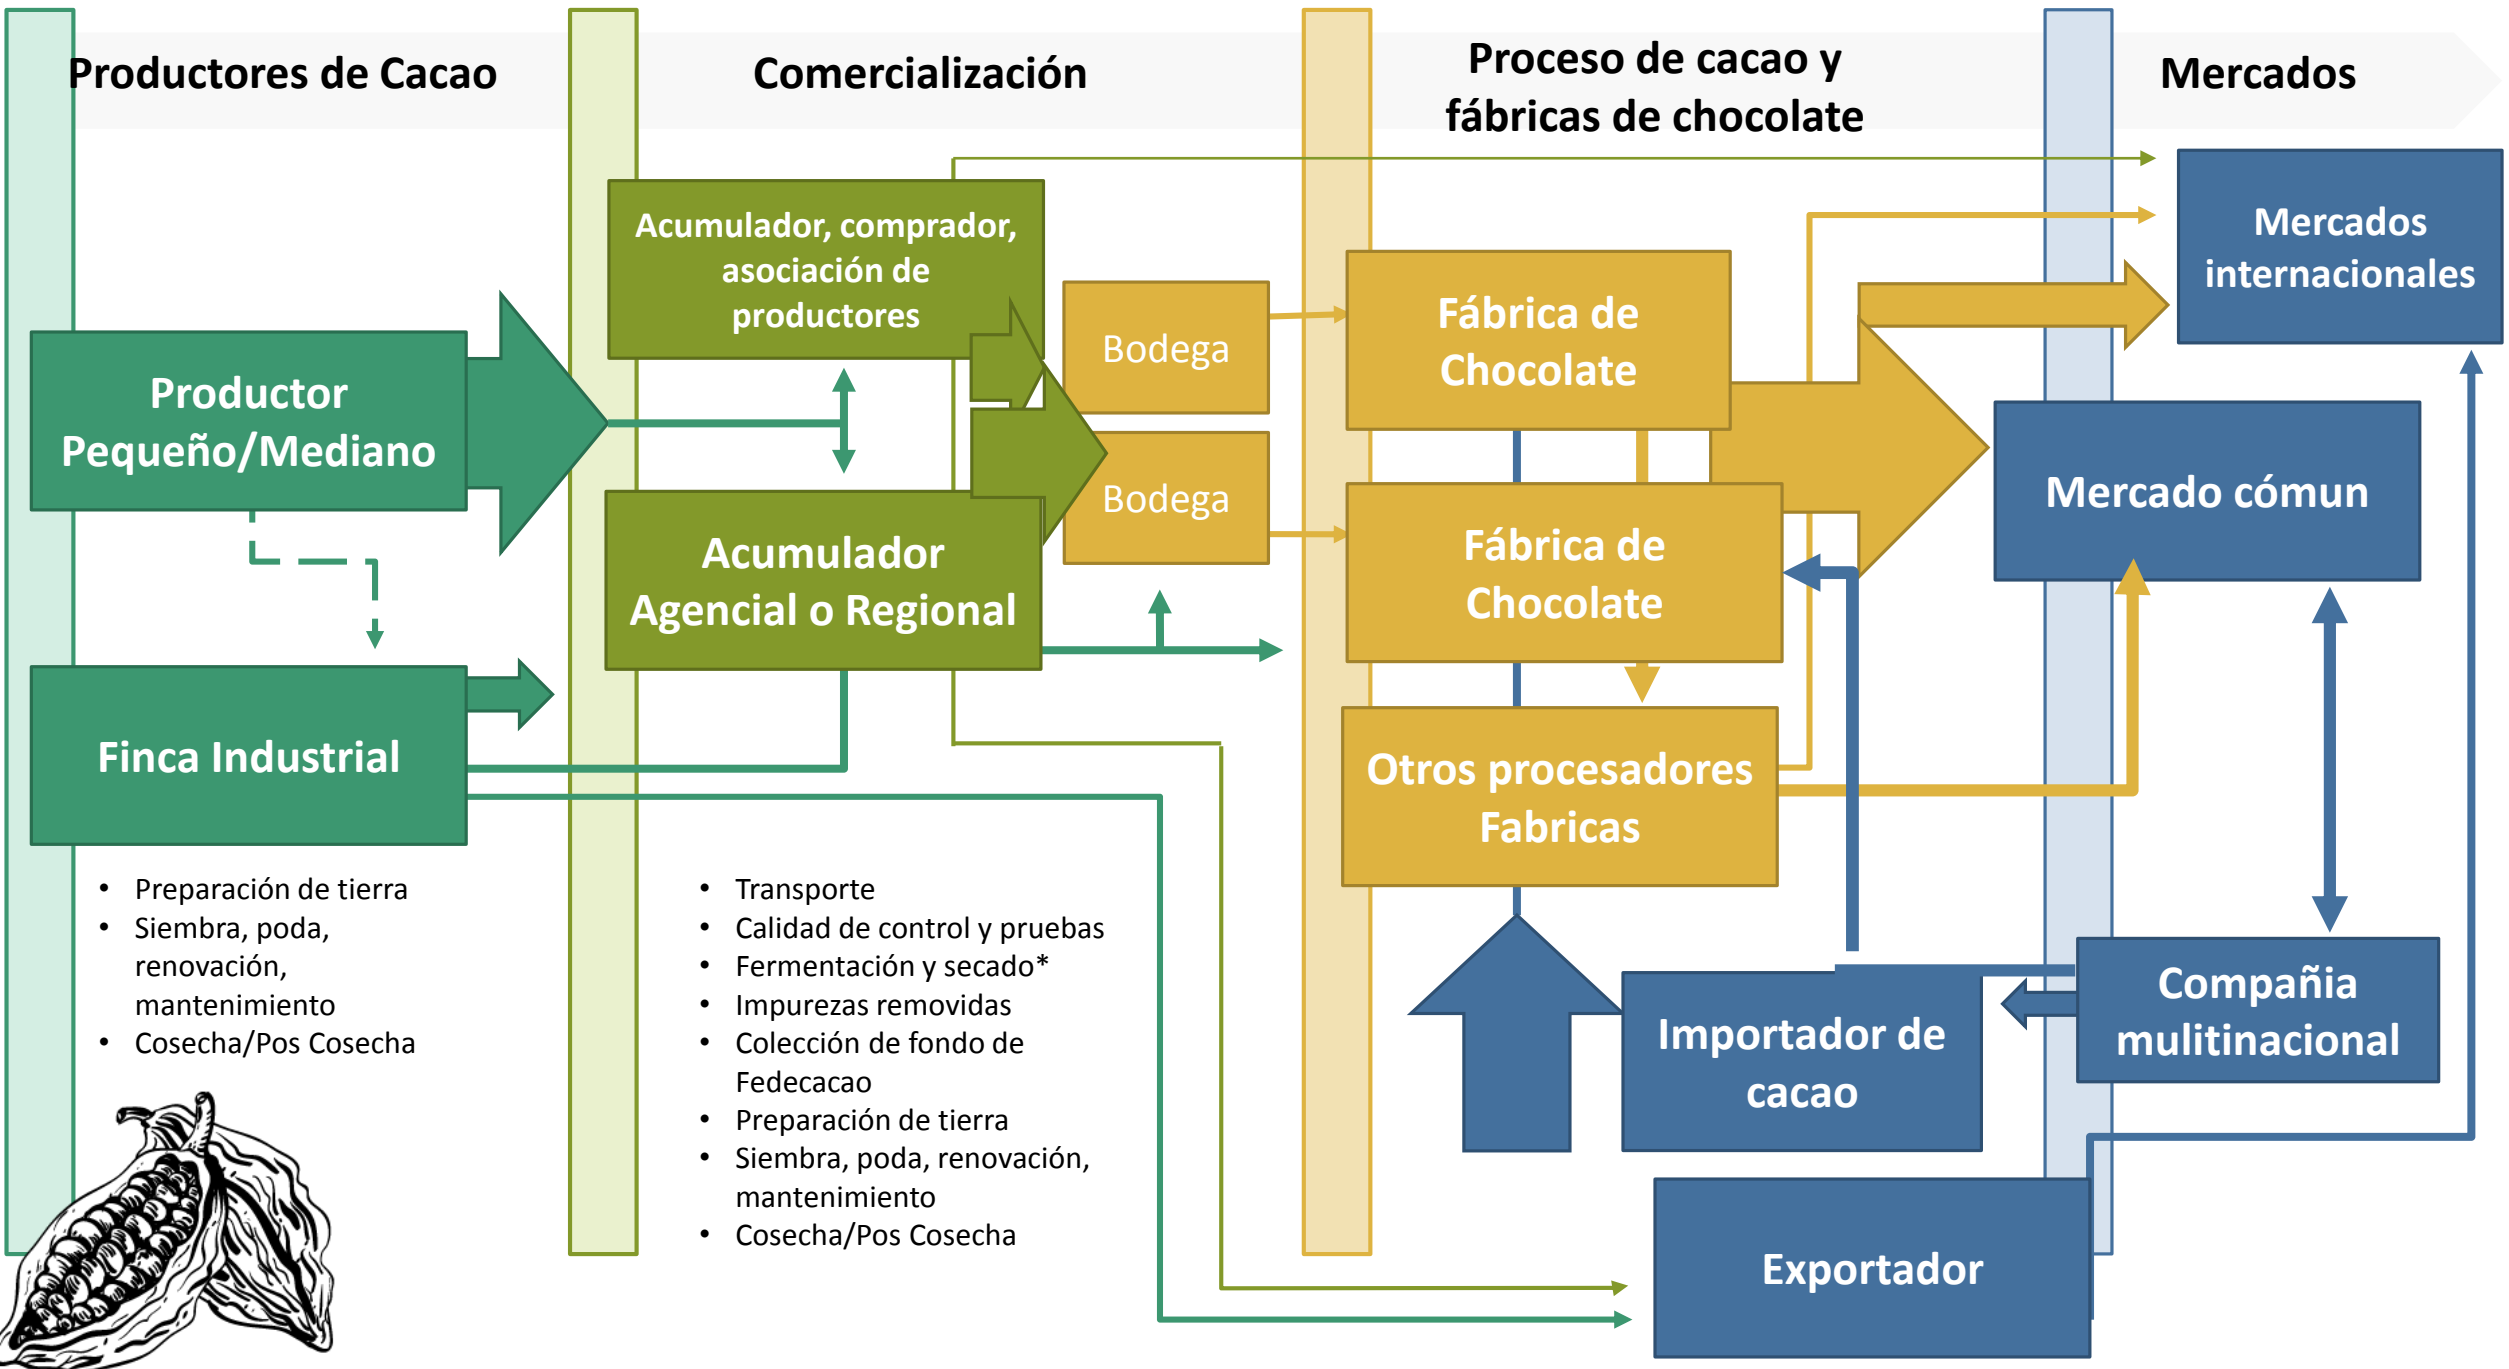 Productores de Cacao
Comercialización
Proceso de cacao y
fábricas de chocolate
Mercados
Productor
Pequeño/Mediano
Finca Industrial
• Preparación de tierra
• Siembra, poda,
renovación,
mantenimiento
• Cosecha/Pos Cosecha
Acumulador, comprador,
asociación de
productores
Acumulador
Agencial o Regional
Bodega
Bodega
• Transporte
• Calidad de control y pruebas
• Fermentación y secado*
• Impurezas removidas
• Colección de fondo de
Fedecacao
• Preparación de tierra
• Siembra, poda, renovación,
mantenimiento
• Cosecha/Pos Cosecha
Fábrica de
Chocolate
Fábrica de
Chocolate
Otros procesadores
Fabricas
Importador de
cacao
Exportador
Mercados
internacionales
Mercado cómun
Compañia
mulitinacional